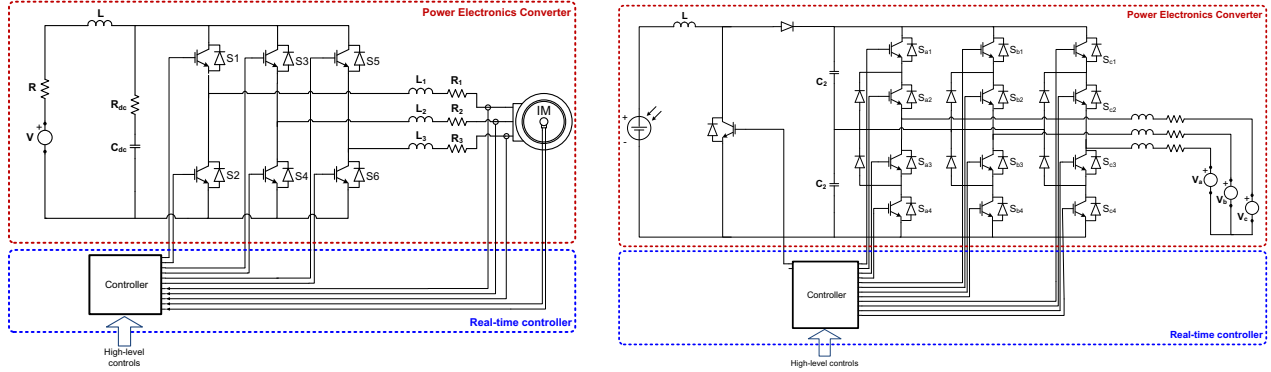 Power Electronics Converter
L
S1
S3
S5
R
L1
R1
IM
Rdc
L2
R2
V
+
Cdc
L3
R3
S2
S4
S6
Controller
Real-time controller
High-level
controls
Power Electronics Converter
L
Sa1
Sb1
Sc1
C2
Sa2
Sb2
Sc2
+
-
Sa3
Sb3
Sc3
C2
+
Va
+
Vb
+
Vc
Sa4
Sb4
Sc4
Controller
Real-time controller
High-level controls